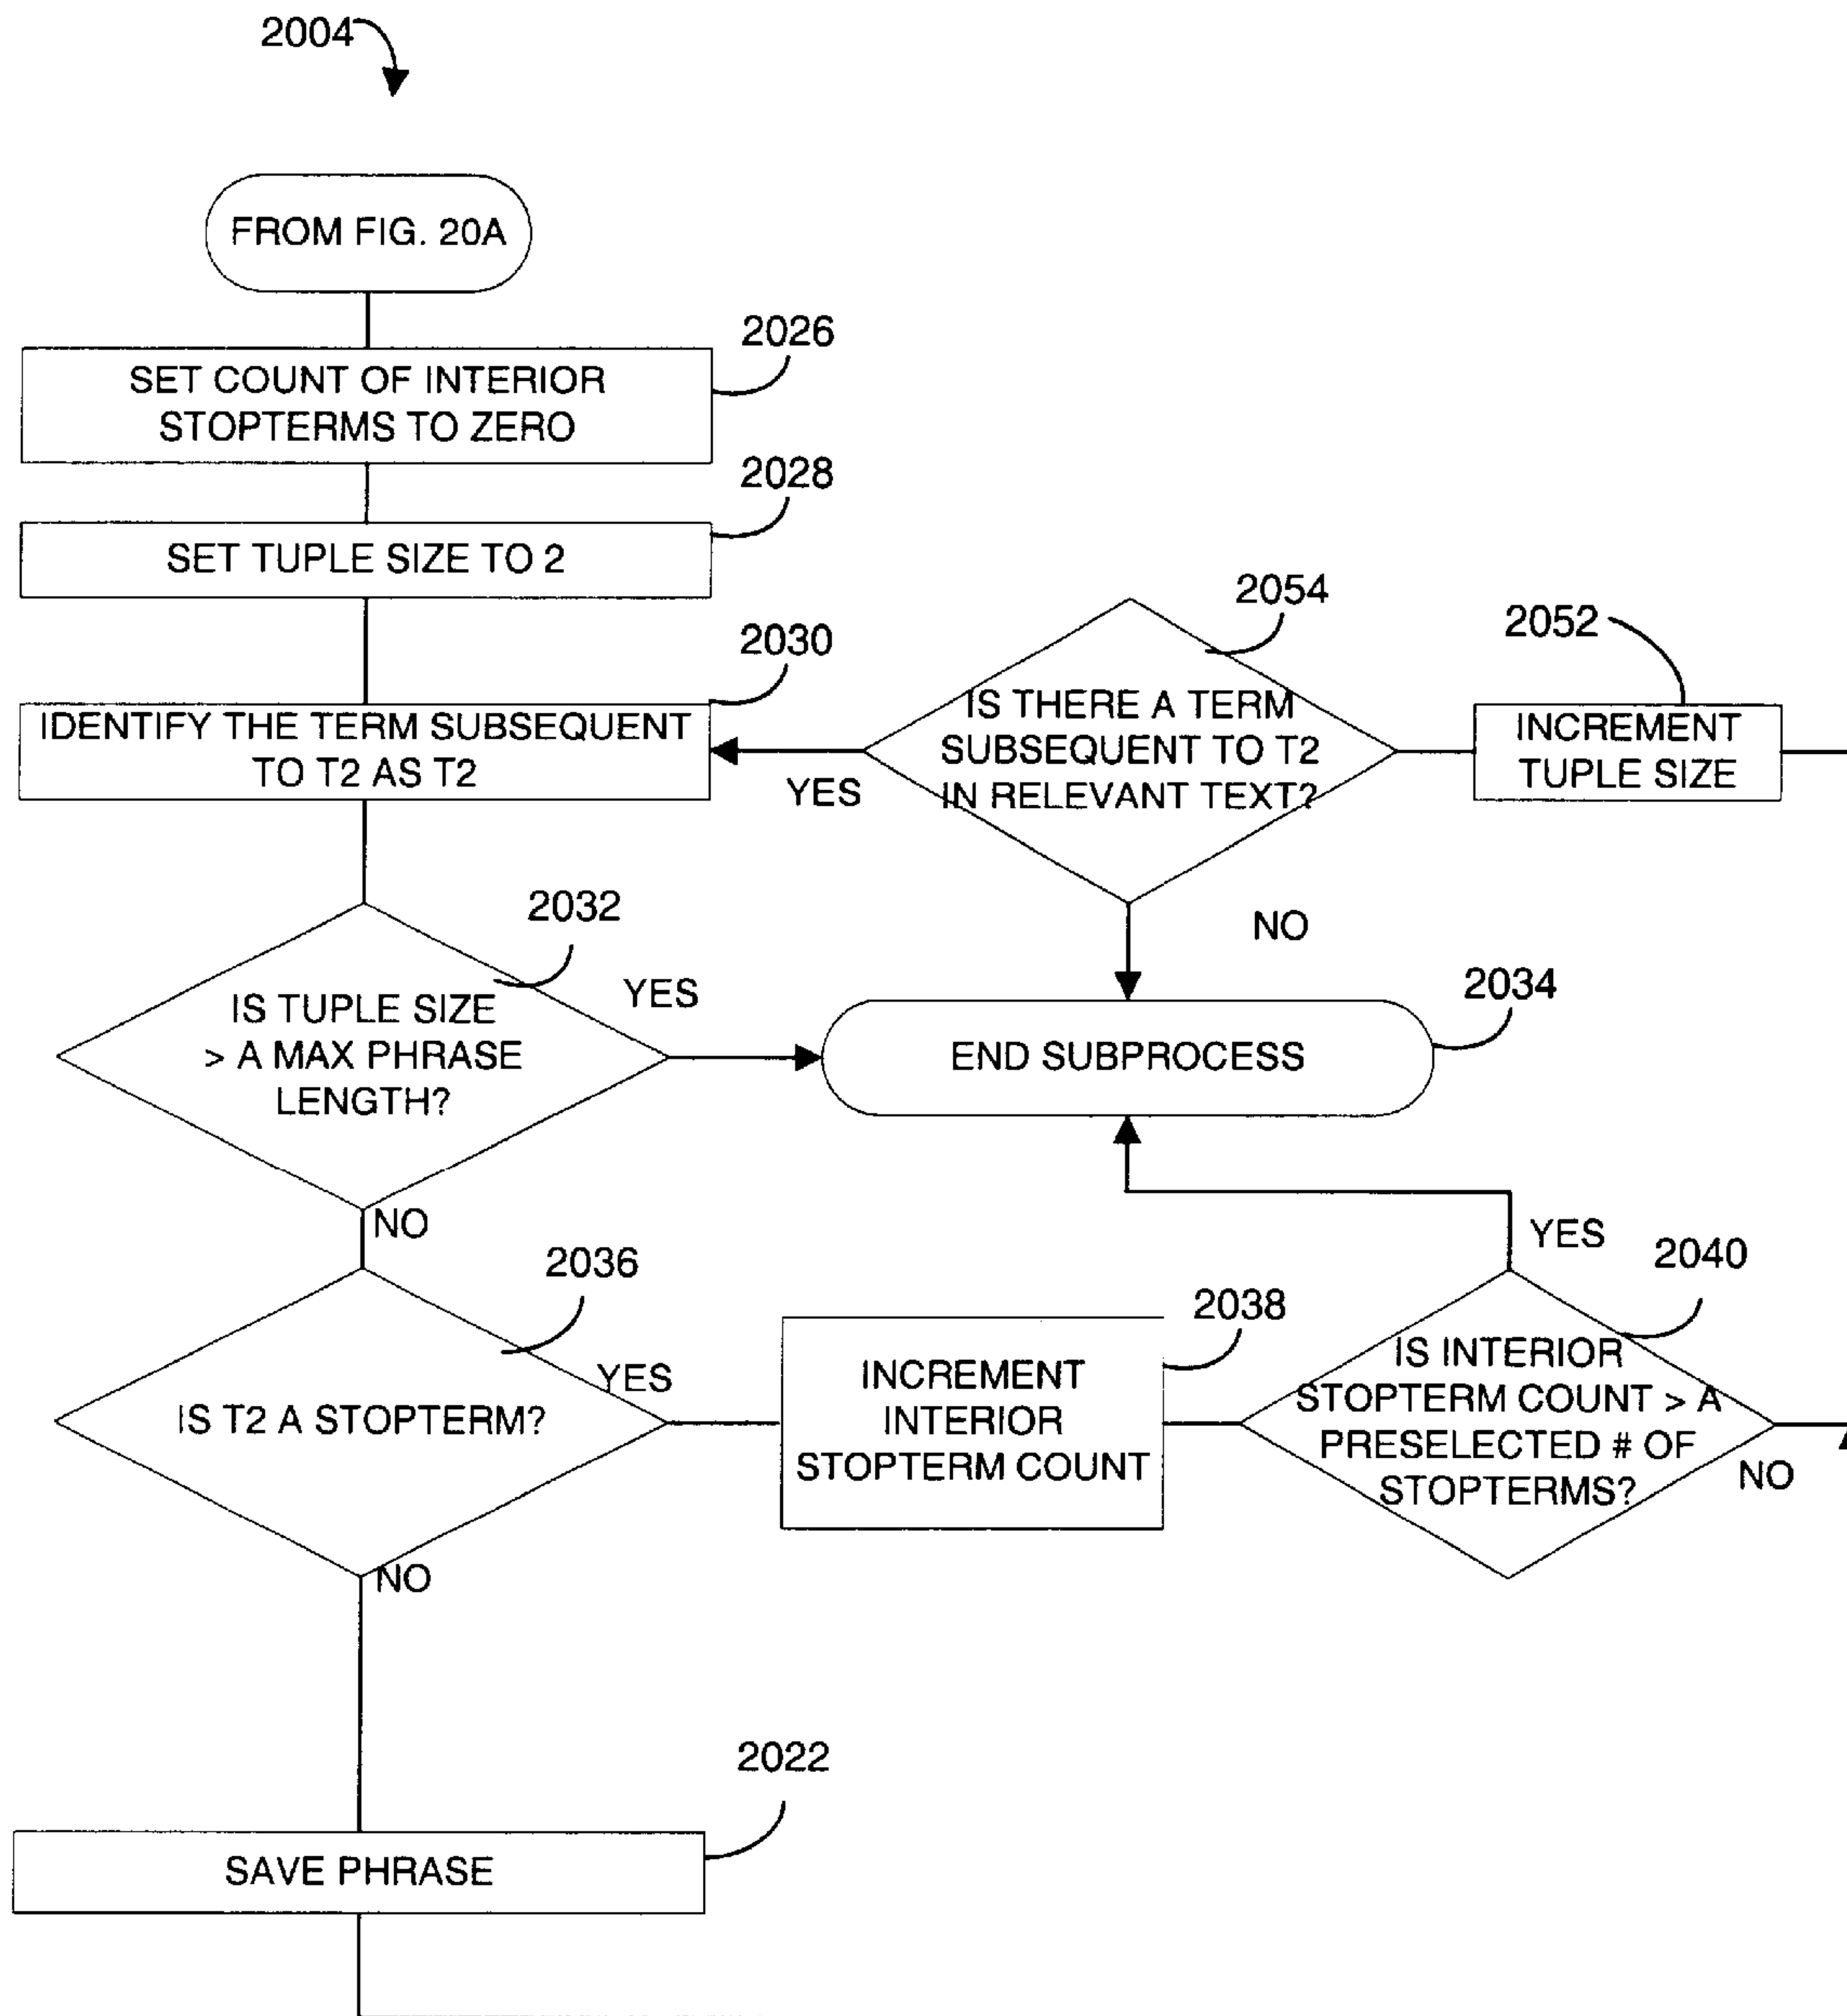 2004
FROM FIG. 20A
2026
SET COUNT OF INTERIOR
STOPTERMS TO ZERO
2028
SET TUPLE SIZE TO 2
2030
IDENTIFY THE TERM SUBSEQUENT
TO T2 AS T2
2054
IS THERE A TERM
SUBSEQUENT TO T2
IN RELEVANT TEXT?
YES
NO
2052
INCREMENT
TUPLE SIZE
2032
IS TUPLE SIZE
> A MAX PHRASE
LENGTH?
YES
NO
2034
END SUBPROCESS
2036
IS T2 A STOPTERM?
YES
NO
2038
INCREMENT
INTERIOR
STOPTERM COUNT
2040
IS INTERIOR
STOPTERM COUNT > A
PRESELECTED # OF
STOPTERMS?
YES
NO
2022
SAVE PHRASE